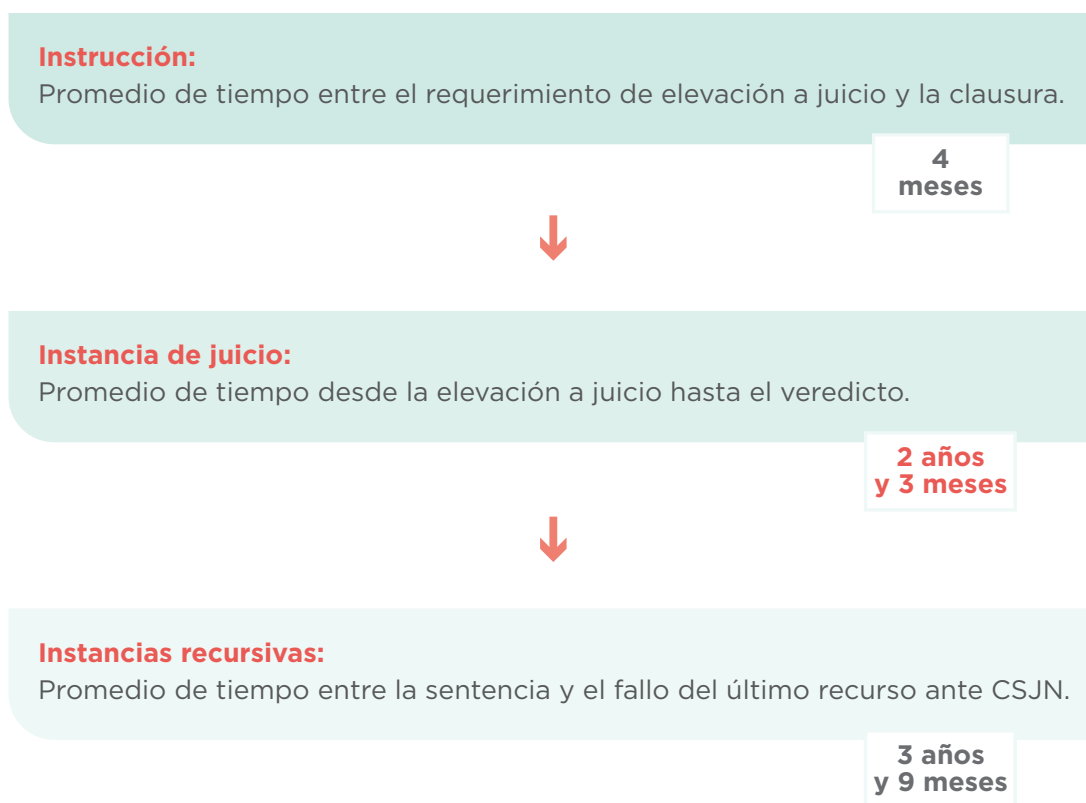 Instrucción:
Promedio de tiempo entre el requerimiento de elevación a juicio y la clausura.
4
meses
Instancia de juicio:
Promedio de tiempo desde la elevación a juicio hasta el veredicto.
2 años
y 3 meses
Instancias recursivas:
Promedio de tiempo entre la sentencia y el fallo del último recurso ante CSJN.
3 años
y 9 meses